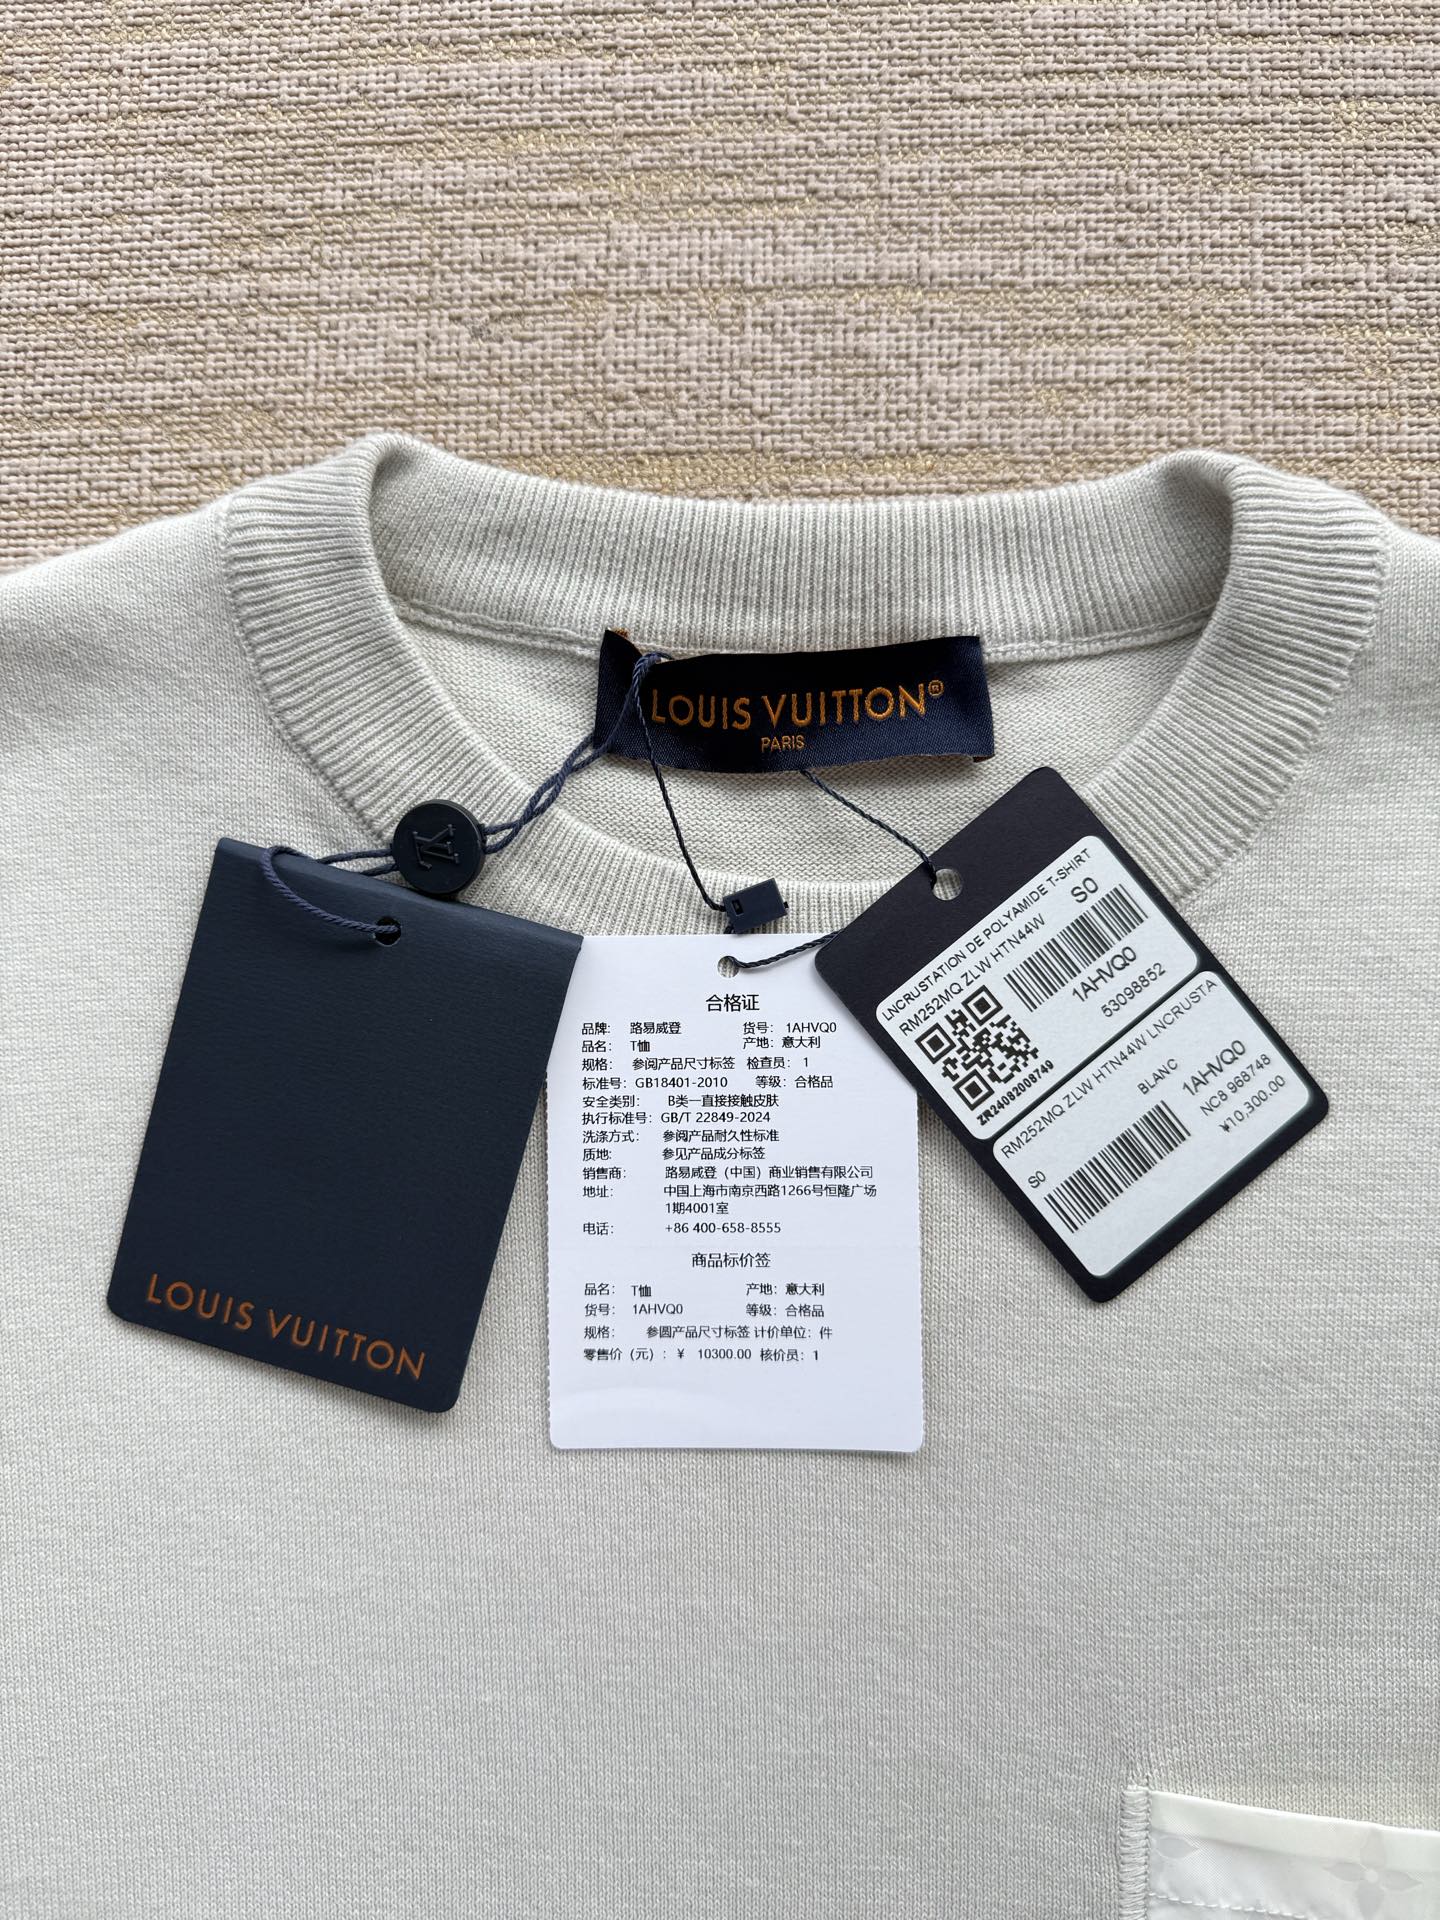 LOUIS VUITTON®
PARIS
LOUIS VUITTON
合格证
品牌: 路易威登 货号: 1AHVQ0
品名: T恤 产地: 意大利
规格: 参阅产品尺寸标签 检查员: 1
标准号: GB18401-2010 等级: 合格品
安全类别: B类一直接接触皮肤
执行标准号: GB/T 22849-2024
洗涤方式: 参阅产品耐久性标准
质地: 参见产品成分标签
销售商: 路易威登（中国）商业销售有限公司
地址: 中国上海市南京西路1266号恒隆广场
1期4001室
电话: +86 400-658-8555
商品标价签
品名: T恤 产地: 意大利
货号: 1AHVQ0 等级: 合格品
规格: 参圆产品尺寸标签 计价单位: 件
零售价（元）: ¥ 10300.00 核价员: 1
LNCRUSTATION DE POLYAMIDE T-SHIRT
RM252MQ ZLW HTN44W S0
1AHVQ0
53098852
ZR24082008749
RM252MQ ZLW HTN44W LNCRUSTA
BLANC
S0 1AHVQ0
NC8 968748
¥10,300.00